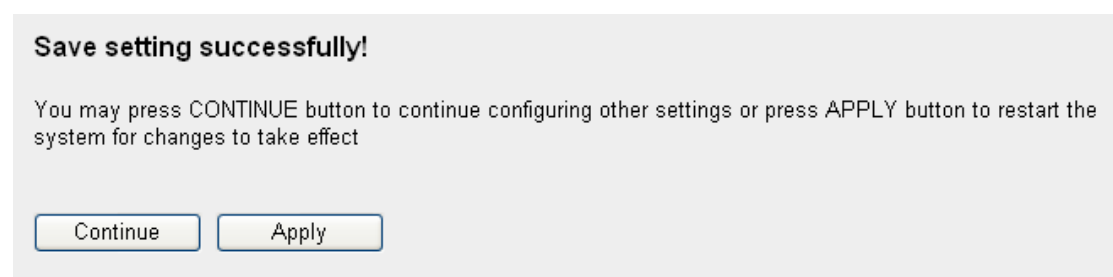 Save setting successfully!
You may press CONTINUE button to continue configuring other settings or press APPLY button to restart the
system for changes to take effect
Continue Apply